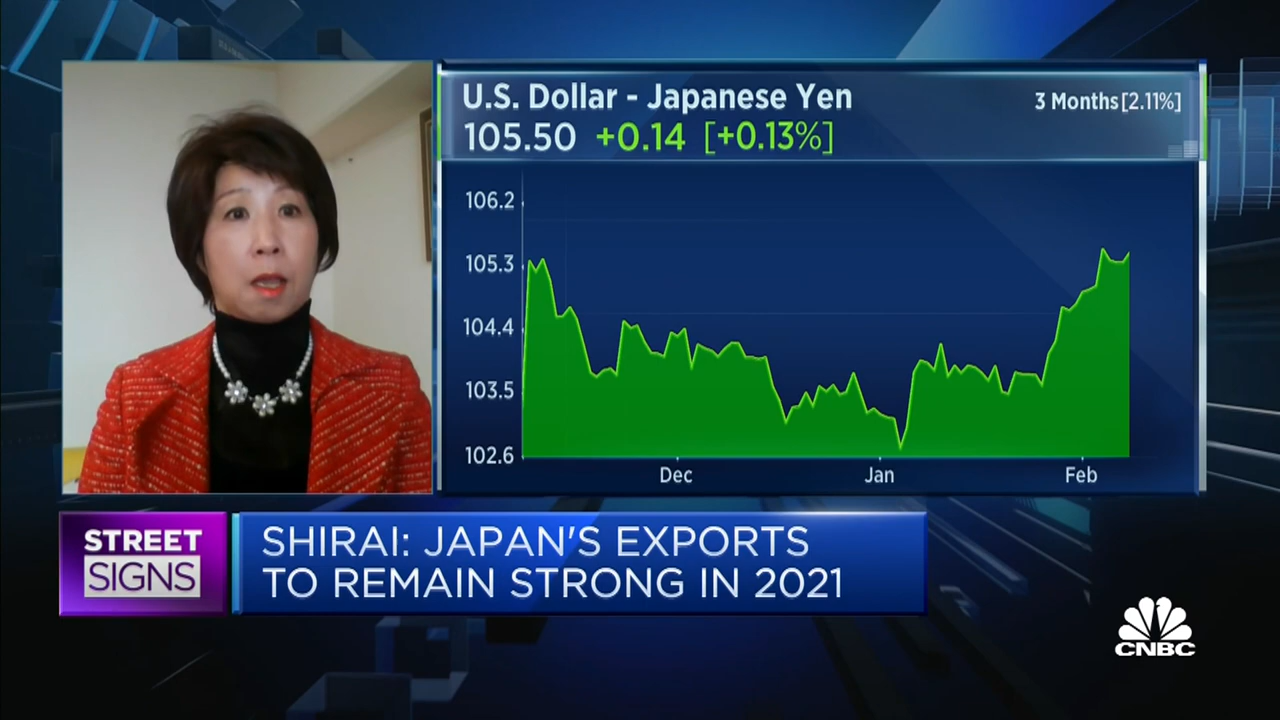 U.S. Dollar - Japanese Yen
3 Months[2.11%]
105.50 +0.14 [+0.13%]
106.2
105.3
104.4
103.5
102.6
Dec Jan Feb
STREET
SIGNS
SHIRAI: JAPAN'S EXPORTS
TO REMAIN STRONG IN 2021
CNBC